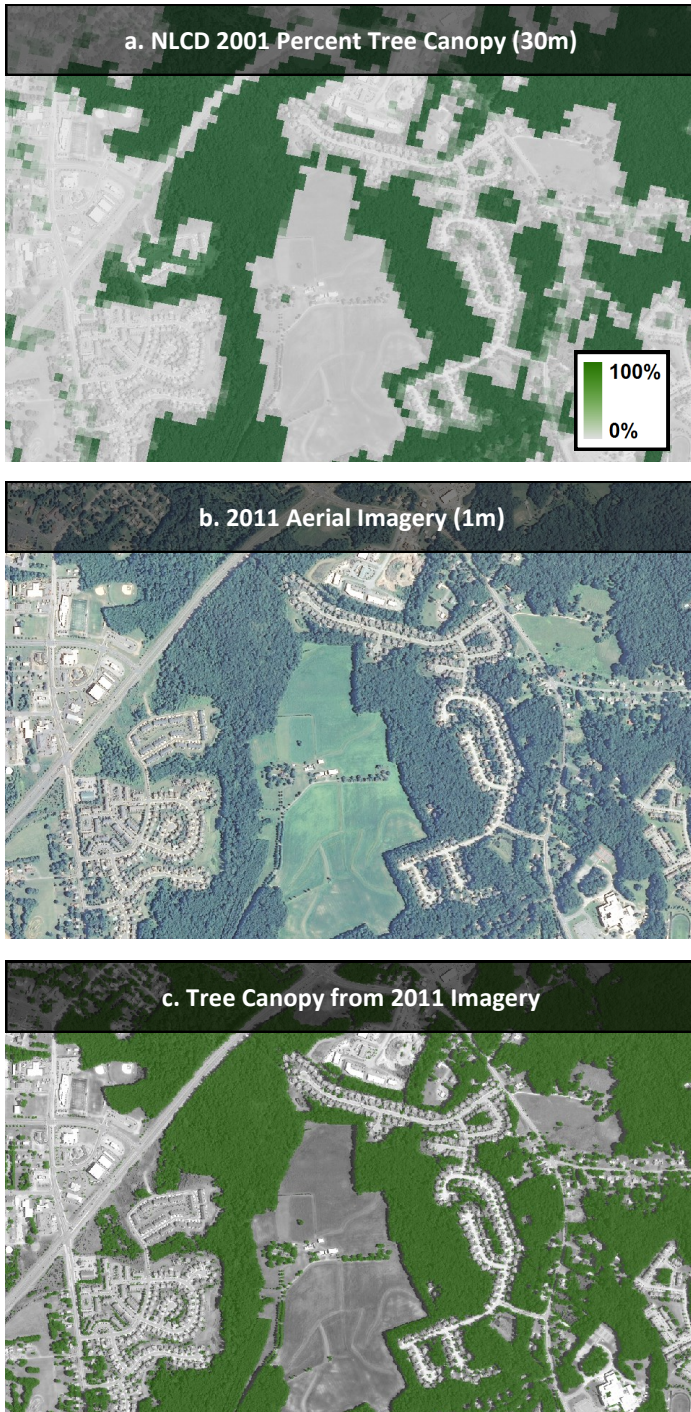 a. NLCD 2001 Percent Tree Canopy (30m)
100%
0%
b. 2011 Aerial Imagery (1m)
c. Tree Canopy from 2011 Imagery